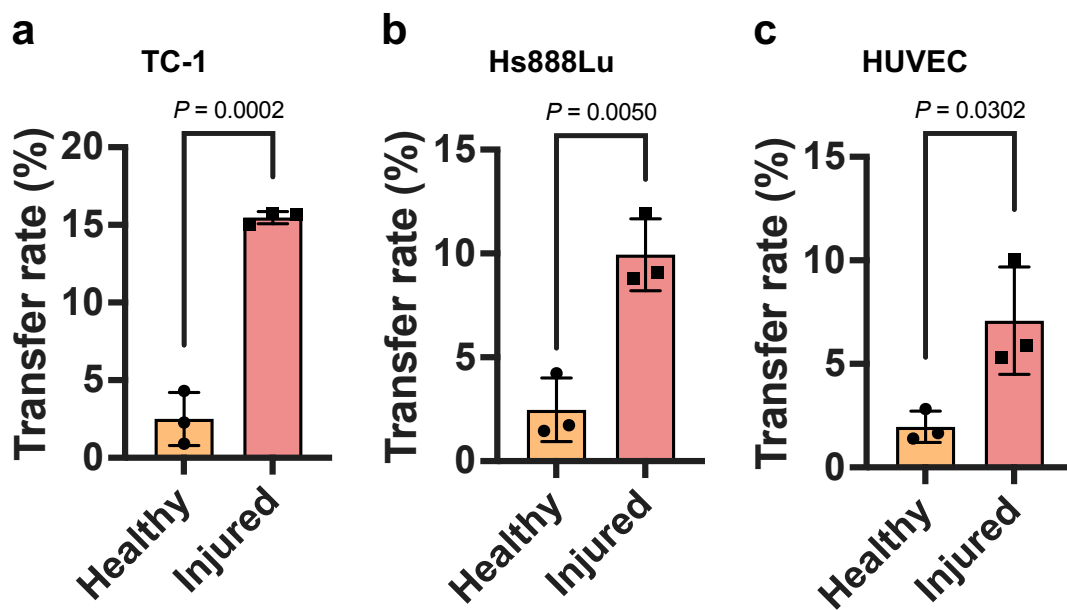 a
TC-1
P = 0.0002
Transfer rate (%)
20
15
10
5
0
Healthy
Injured
b
Hs888Lu
P = 0.0050
Transfer rate (%)
15
10
5
0
Healthy
Injured
c
HUVEC
P = 0.0302
Transfer rate (%)
15
10
5
0
Healthy
Injured